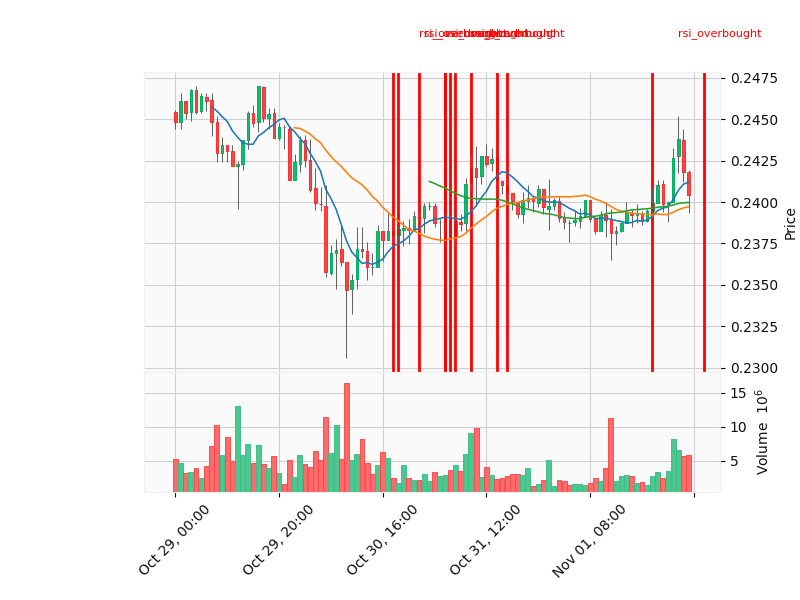 rsi_overbought
0.2475
0.2450
0.2425
0.2400
0.2375
0.2350
0.2325
0.2300
Price
15
10
5
Volume 10^6
Oct 29, 00:00
Oct 29, 20:00
Oct 30, 16:00
Oct 31, 12:00
Nov 01, 08:00